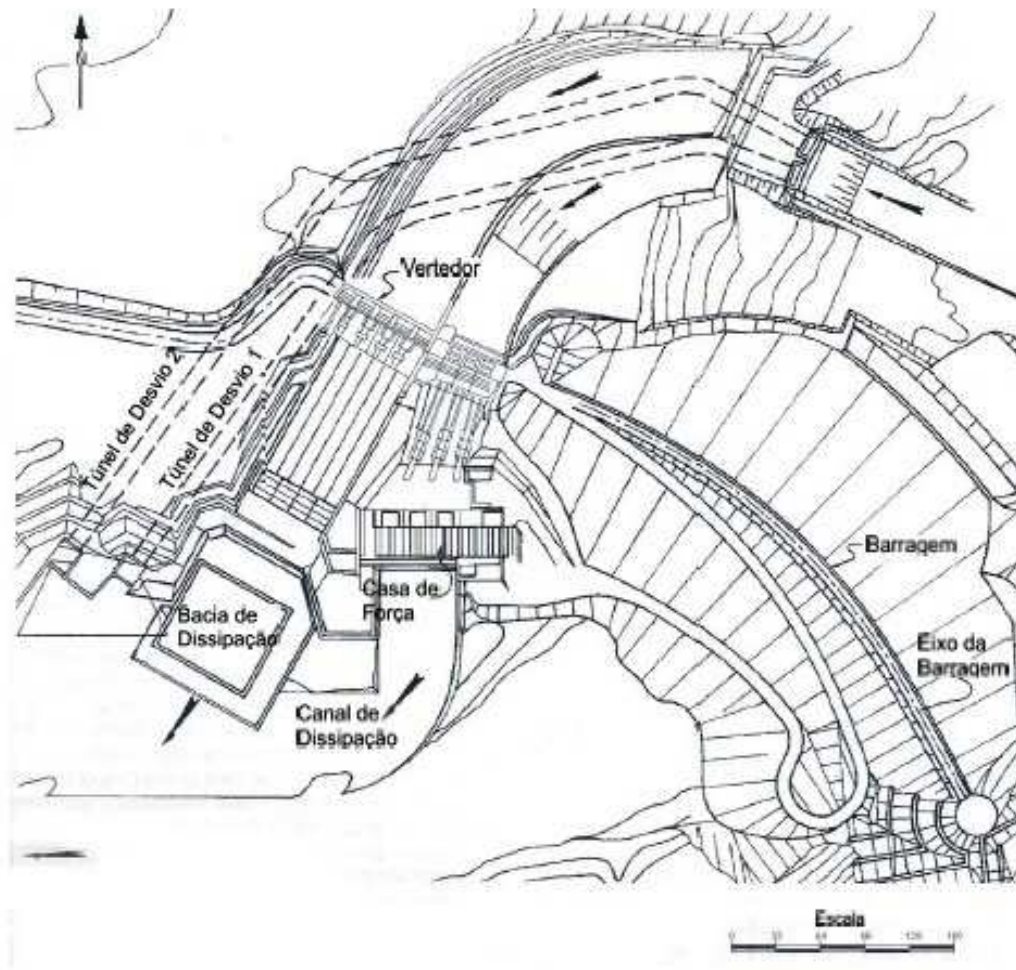 Vertedor
Túnel de Desvio 2
Túnel de Desvio 1
Barragem
Casa de
Força
Bacia de
Dissipação
Eixo da
Barragem
Canal de
Dissipação
Escala